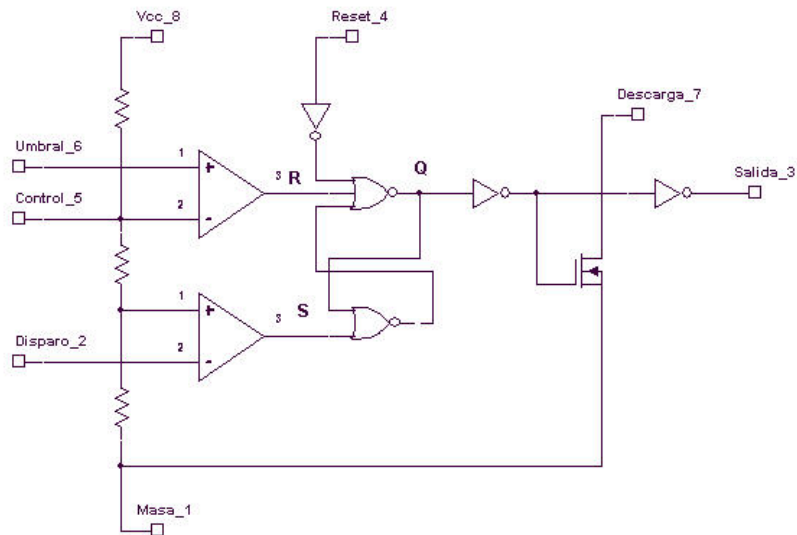 Vcc_8
Reset_4
Descarga_7
Umbral_6
1
+
3 R
Q
Salida_3
Control_5
2
-
1
+
3 S
Disparo_2
2
-
Masa_1